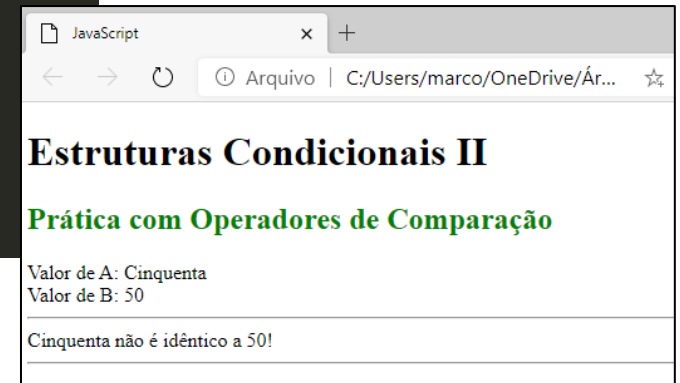 JavaScript
Arquivo | C:/Users/marco/OneDrive/Ár...
Estruturas Condicionais II
Prática com Operadores de Comparação
Valor de A: Cinquenta
Valor de B: 50
Cinquenta não é idêntico a 50!